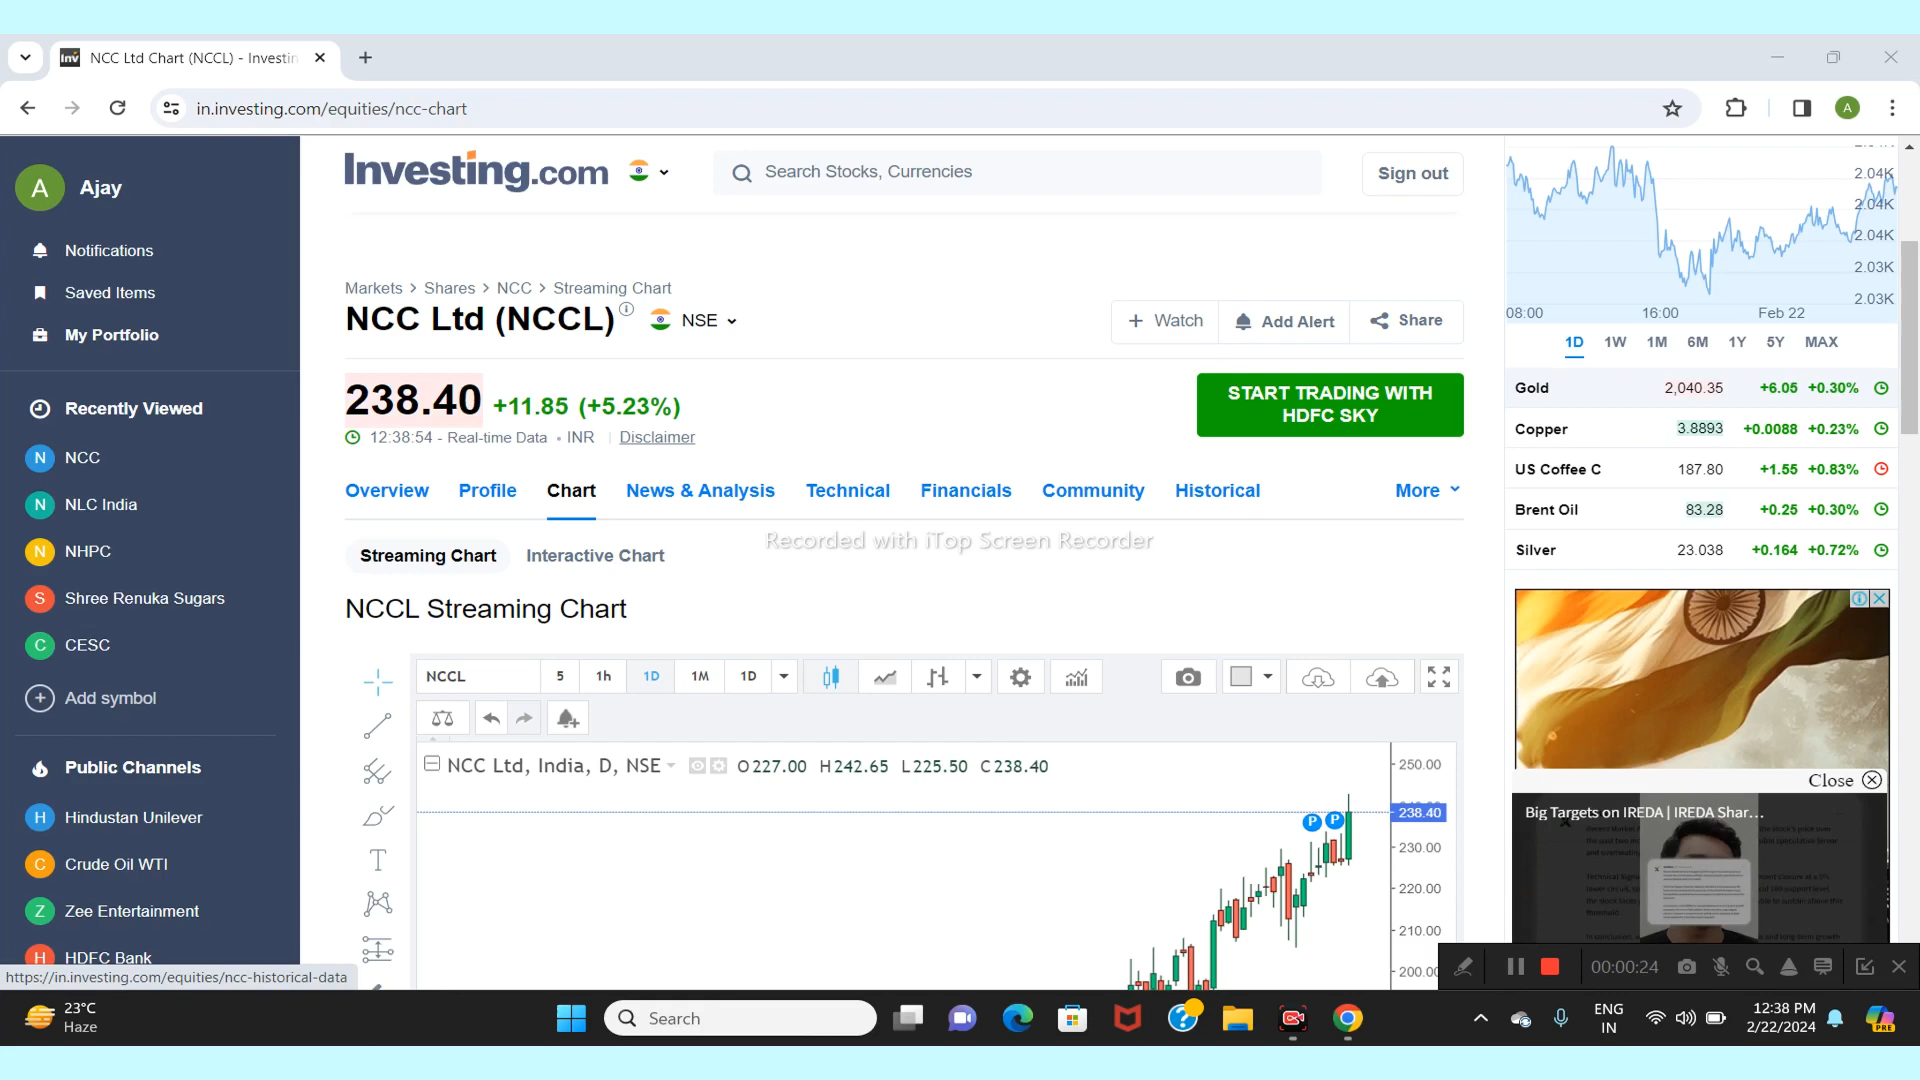 NCC Ltd Chart (NCCL) - Investin
in.investing.com/equities/ncc-chart
A
A
Ajay
Notifications
Saved Items
My Portfolio
Recently Viewed
N NCC
N NLC India
N NHPC
S Shree Renuka Sugars
C CESC
Add symbol
Public Channels
H Hindustan Unilever
C Crude Oil WTI
Z Zee Entertainment
H HDFC Bank
https://in.investing.com/equities/ncc-historical-data
Investing.com
Search Stocks, Currencies
Sign out
Markets > Shares > NCC > Streaming Chart
NCC Ltd (NCCL)
NSE
Watch
Add Alert
Share
238.40 +11.85 (+5.23%)
12:38:54 - Real-time Data • INR Disclaimer
START TRADING WITH
HDFC SKY
Overview Profile Chart News & Analysis Technical Financials Community Historical More
Recorded with iTop Screen Recorder
Streaming Chart Interactive Chart
NCCL Streaming Chart
NCCL 5 1h 1D 1M 1D
NCC Ltd, India, D, NSE O227.00 H242.65 L225.50 C238.40
P P
250.00
238.40
230.00
220.00
210.00
200.00
2.04K
2.04K
2.04K
2.03K
2.03K
08:00 16:00 Feb 22
1D 1W 1M 6M 1Y 5Y MAX
Gold 2,040.35 +6.05 +0.30%
Copper 3.8893 +0.0088 +0.23%
US Coffee C 187.80 +1.55 +0.83%
Brent Oil 83.28 +0.25 +0.30%
Silver 23.038 +0.164 +0.72%
Close
Big Targets on IREDA | IREDA Shar...
00:00:24
23°C
Haze
Search
ENG
IN
12:38 PM
2/22/2024
PRE